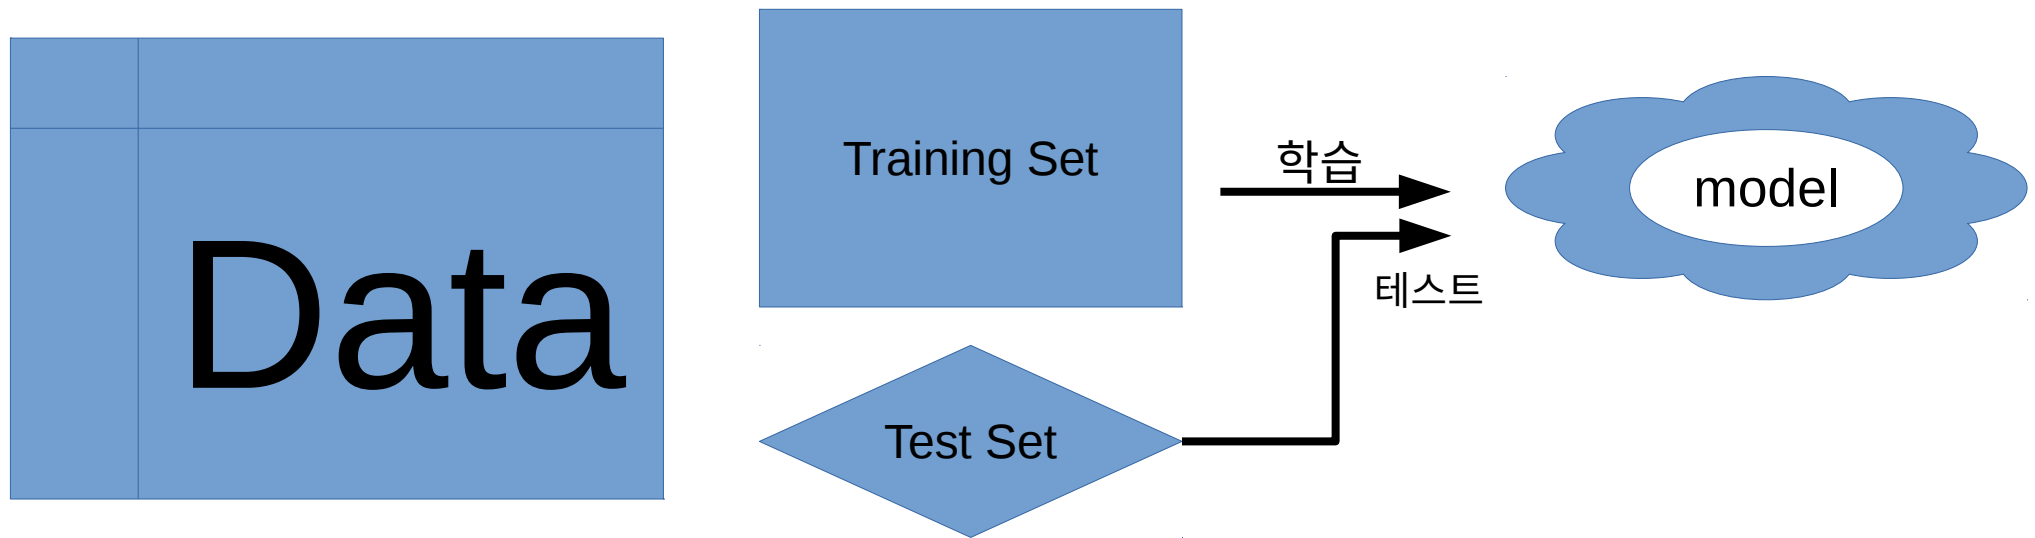 Data
Training Set
학습
model
테스트
Test Set